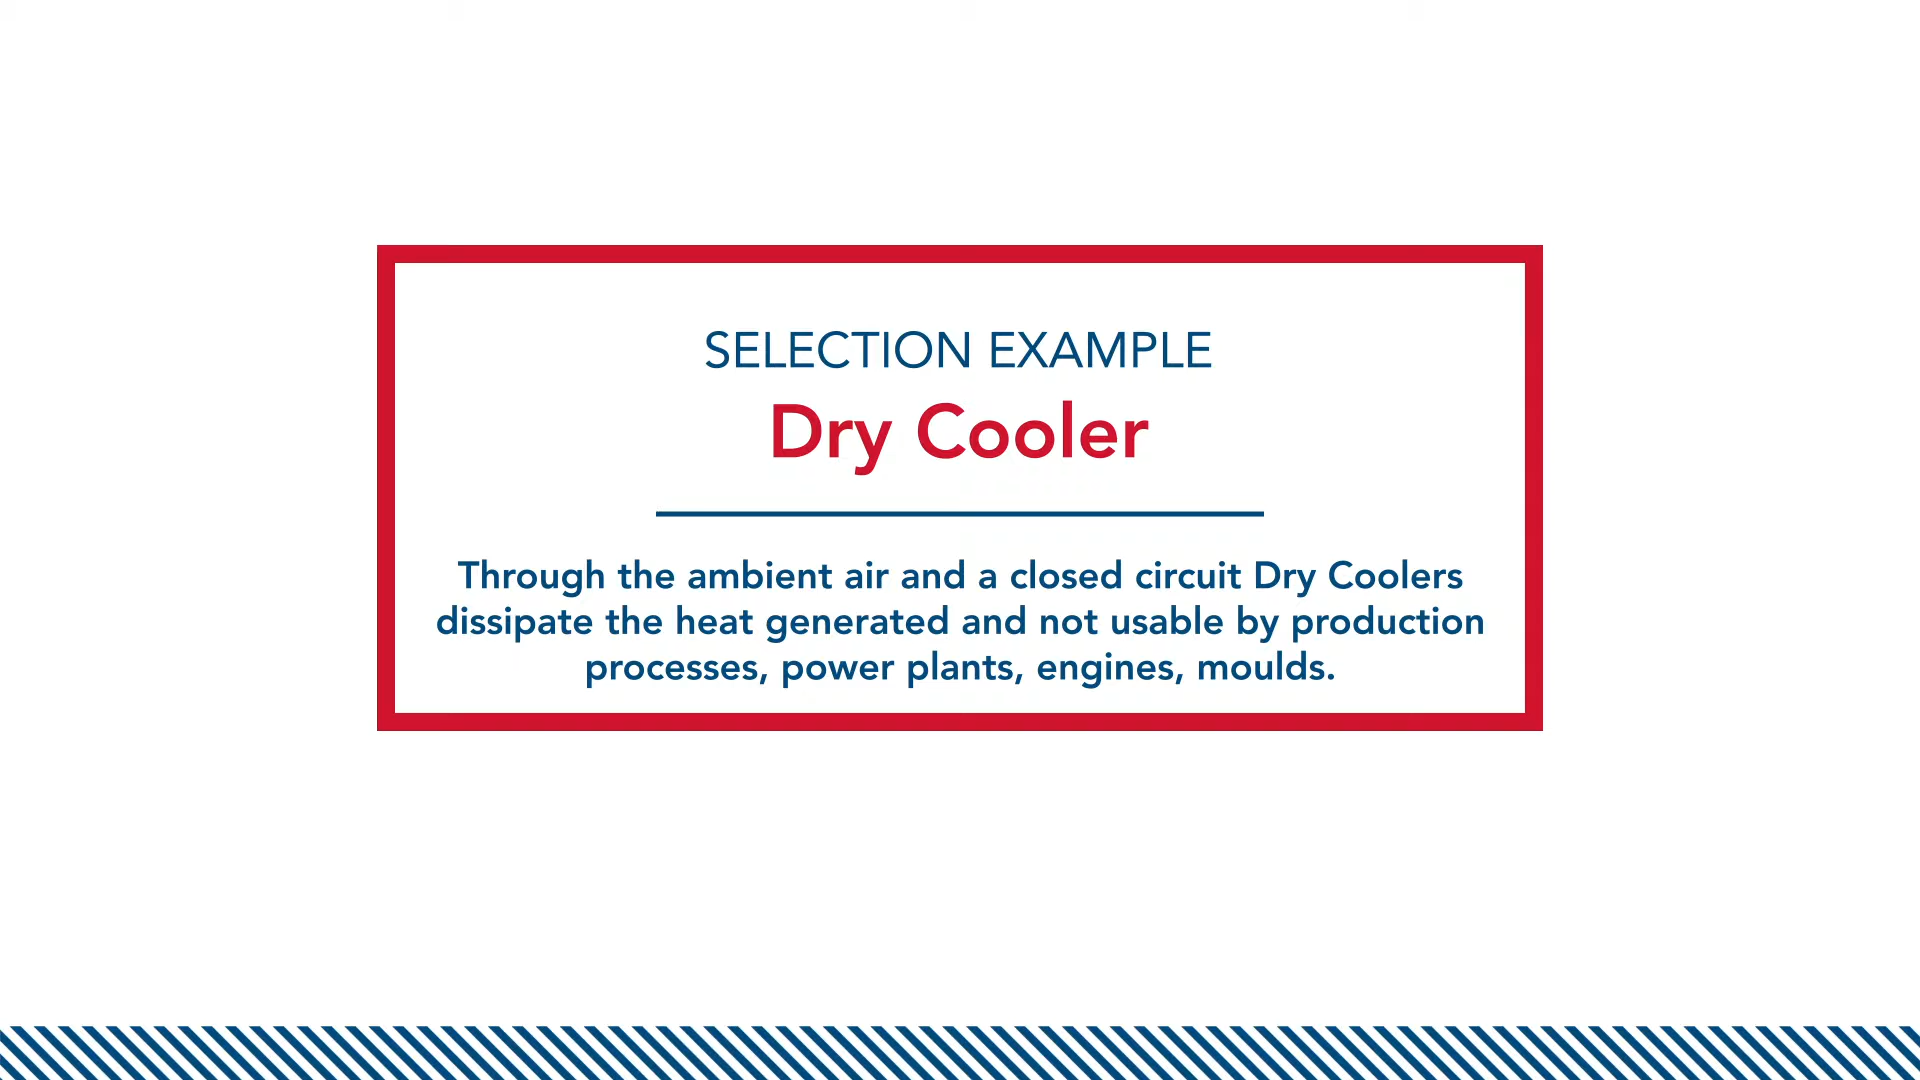 SELECTION EXAMPLE
Dry Cooler
Through the ambient air and a closed circuit Dry Coolers
dissipate the heat generated and not usable by production
processes, power plants, engines, moulds.